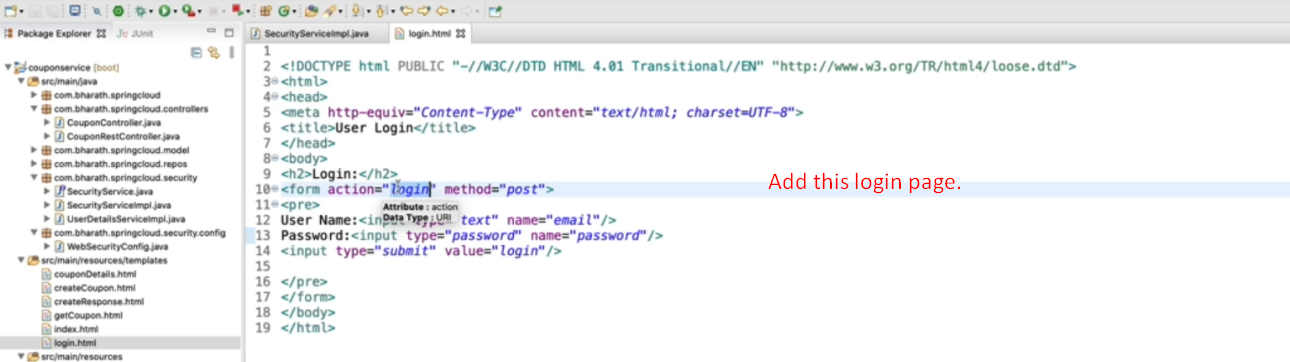 Package Explorer
JUnit
SecurityServiceImpl.java
login.html
couponservice [boot]
src/main/java
com.bharath.springcloud
com.bharath.springcloud.controllers
CouponController.java
CouponRestController.java
com.bharath.springcloud.model
com.bharath.springcloud.repos
com.bharath.springcloud.security
SecurityService.java
SecurityServiceImpl.java
UserDetailsServiceImpl.java
com.bharath.springcloud.security.config
WebSecurityConfig.java
src/main/resources/templates
couponDetails.html
createCoupon.html
createResponse.html
getCoupon.html
index.html
login.html
src/main/resources
1
2 <!DOCTYPE html PUBLIC "-//W3C//DTD HTML 4.01 Transitional//EN" "http://www.w3.org/TR/html4/loose.dtd">
3 <html>
4 <head>
5 <meta http-equiv="Content-Type" content="text/html; charset=UTF-8">
6 <title>User Login</title>
7 </head>
8 <body>
9 <h2>Login:</h2>
10 <form action="login" method="post">
11 <pre>
Attribute : action
Data Type : URI
12 User Name:<input type="text" name="email"/>
13 Password:<input type="password" name="password"/>
14 <input type="submit" value="login"/>
15
16 </pre>
17 </form>
18 </body>
19 </html>
Add this login page.